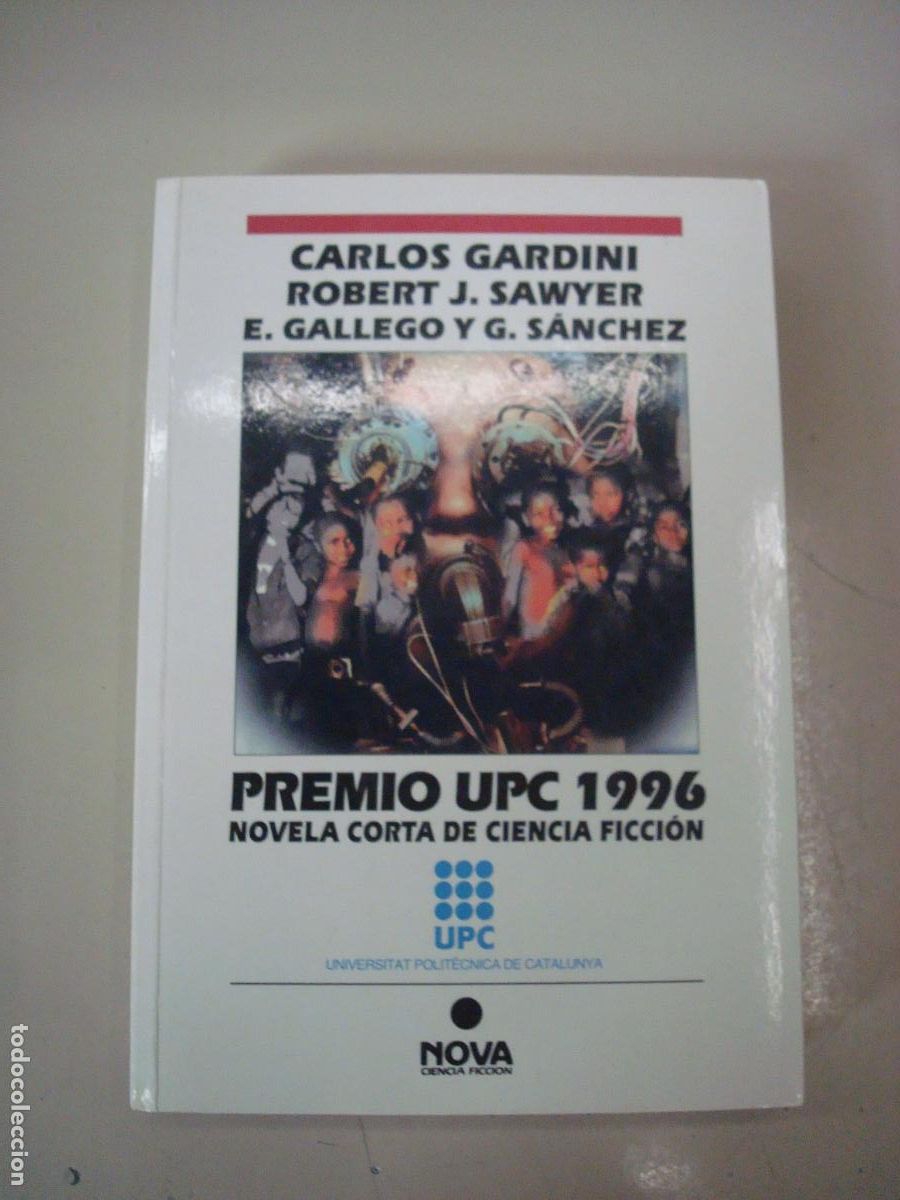 CARLOS GARDINI
ROBERT J. SAWYER
E. GALLEGO Y G. SÁNCHEZ
PREMIO UPC 1996
NOVELA CORTA DE CIENCIA FICCIÓN
UPC
UNIVERSITAT POLITÈCNICA DE CATALUNYA
NOVA
CIENCIA FICCION
todocoleccion